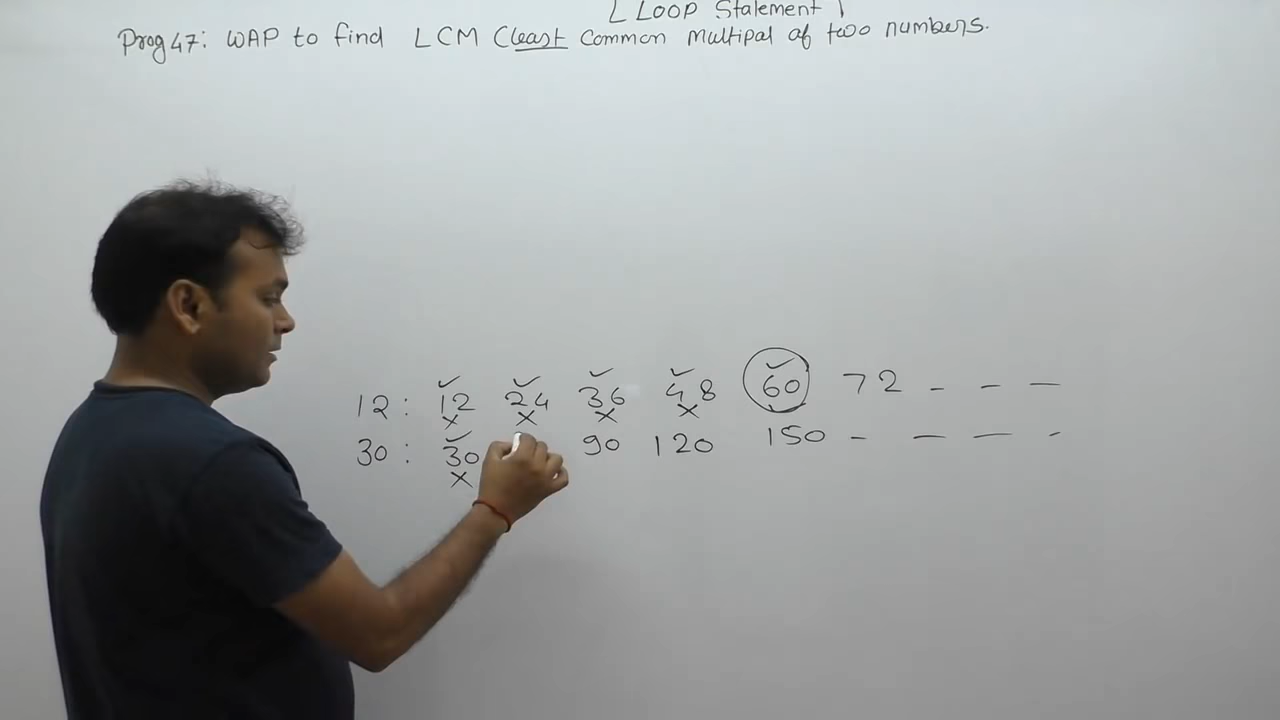 [ Loop Statement ]
Prog 47: WAP to find LCM (Least Common Multipal of two numbers.
12 : 12 24 36 48 60 72 - - -
30 : 30 90 120 150 - - - -